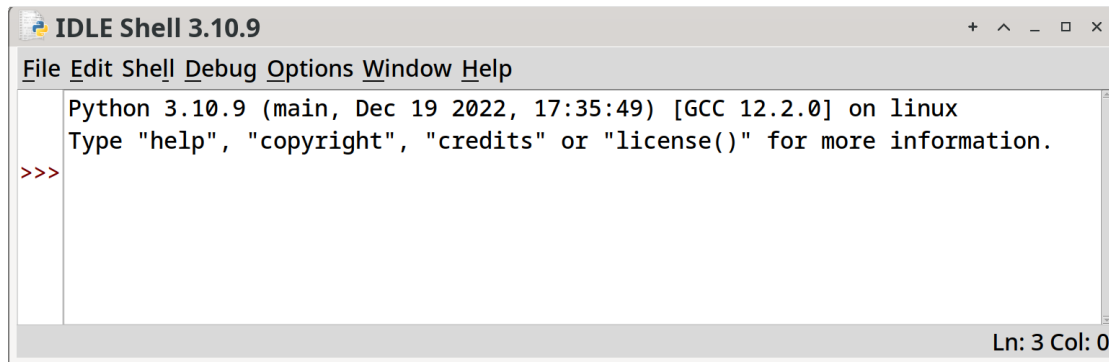 IDLE Shell 3.10.9
File Edit Shell Debug Options Window Help
Python 3.10.9 (main, Dec 19 2022, 17:35:49) [GCC 12.2.0] on linux
Type "help", "copyright", "credits" or "license()" for more information.
>>>
Ln: 3 Col: 0